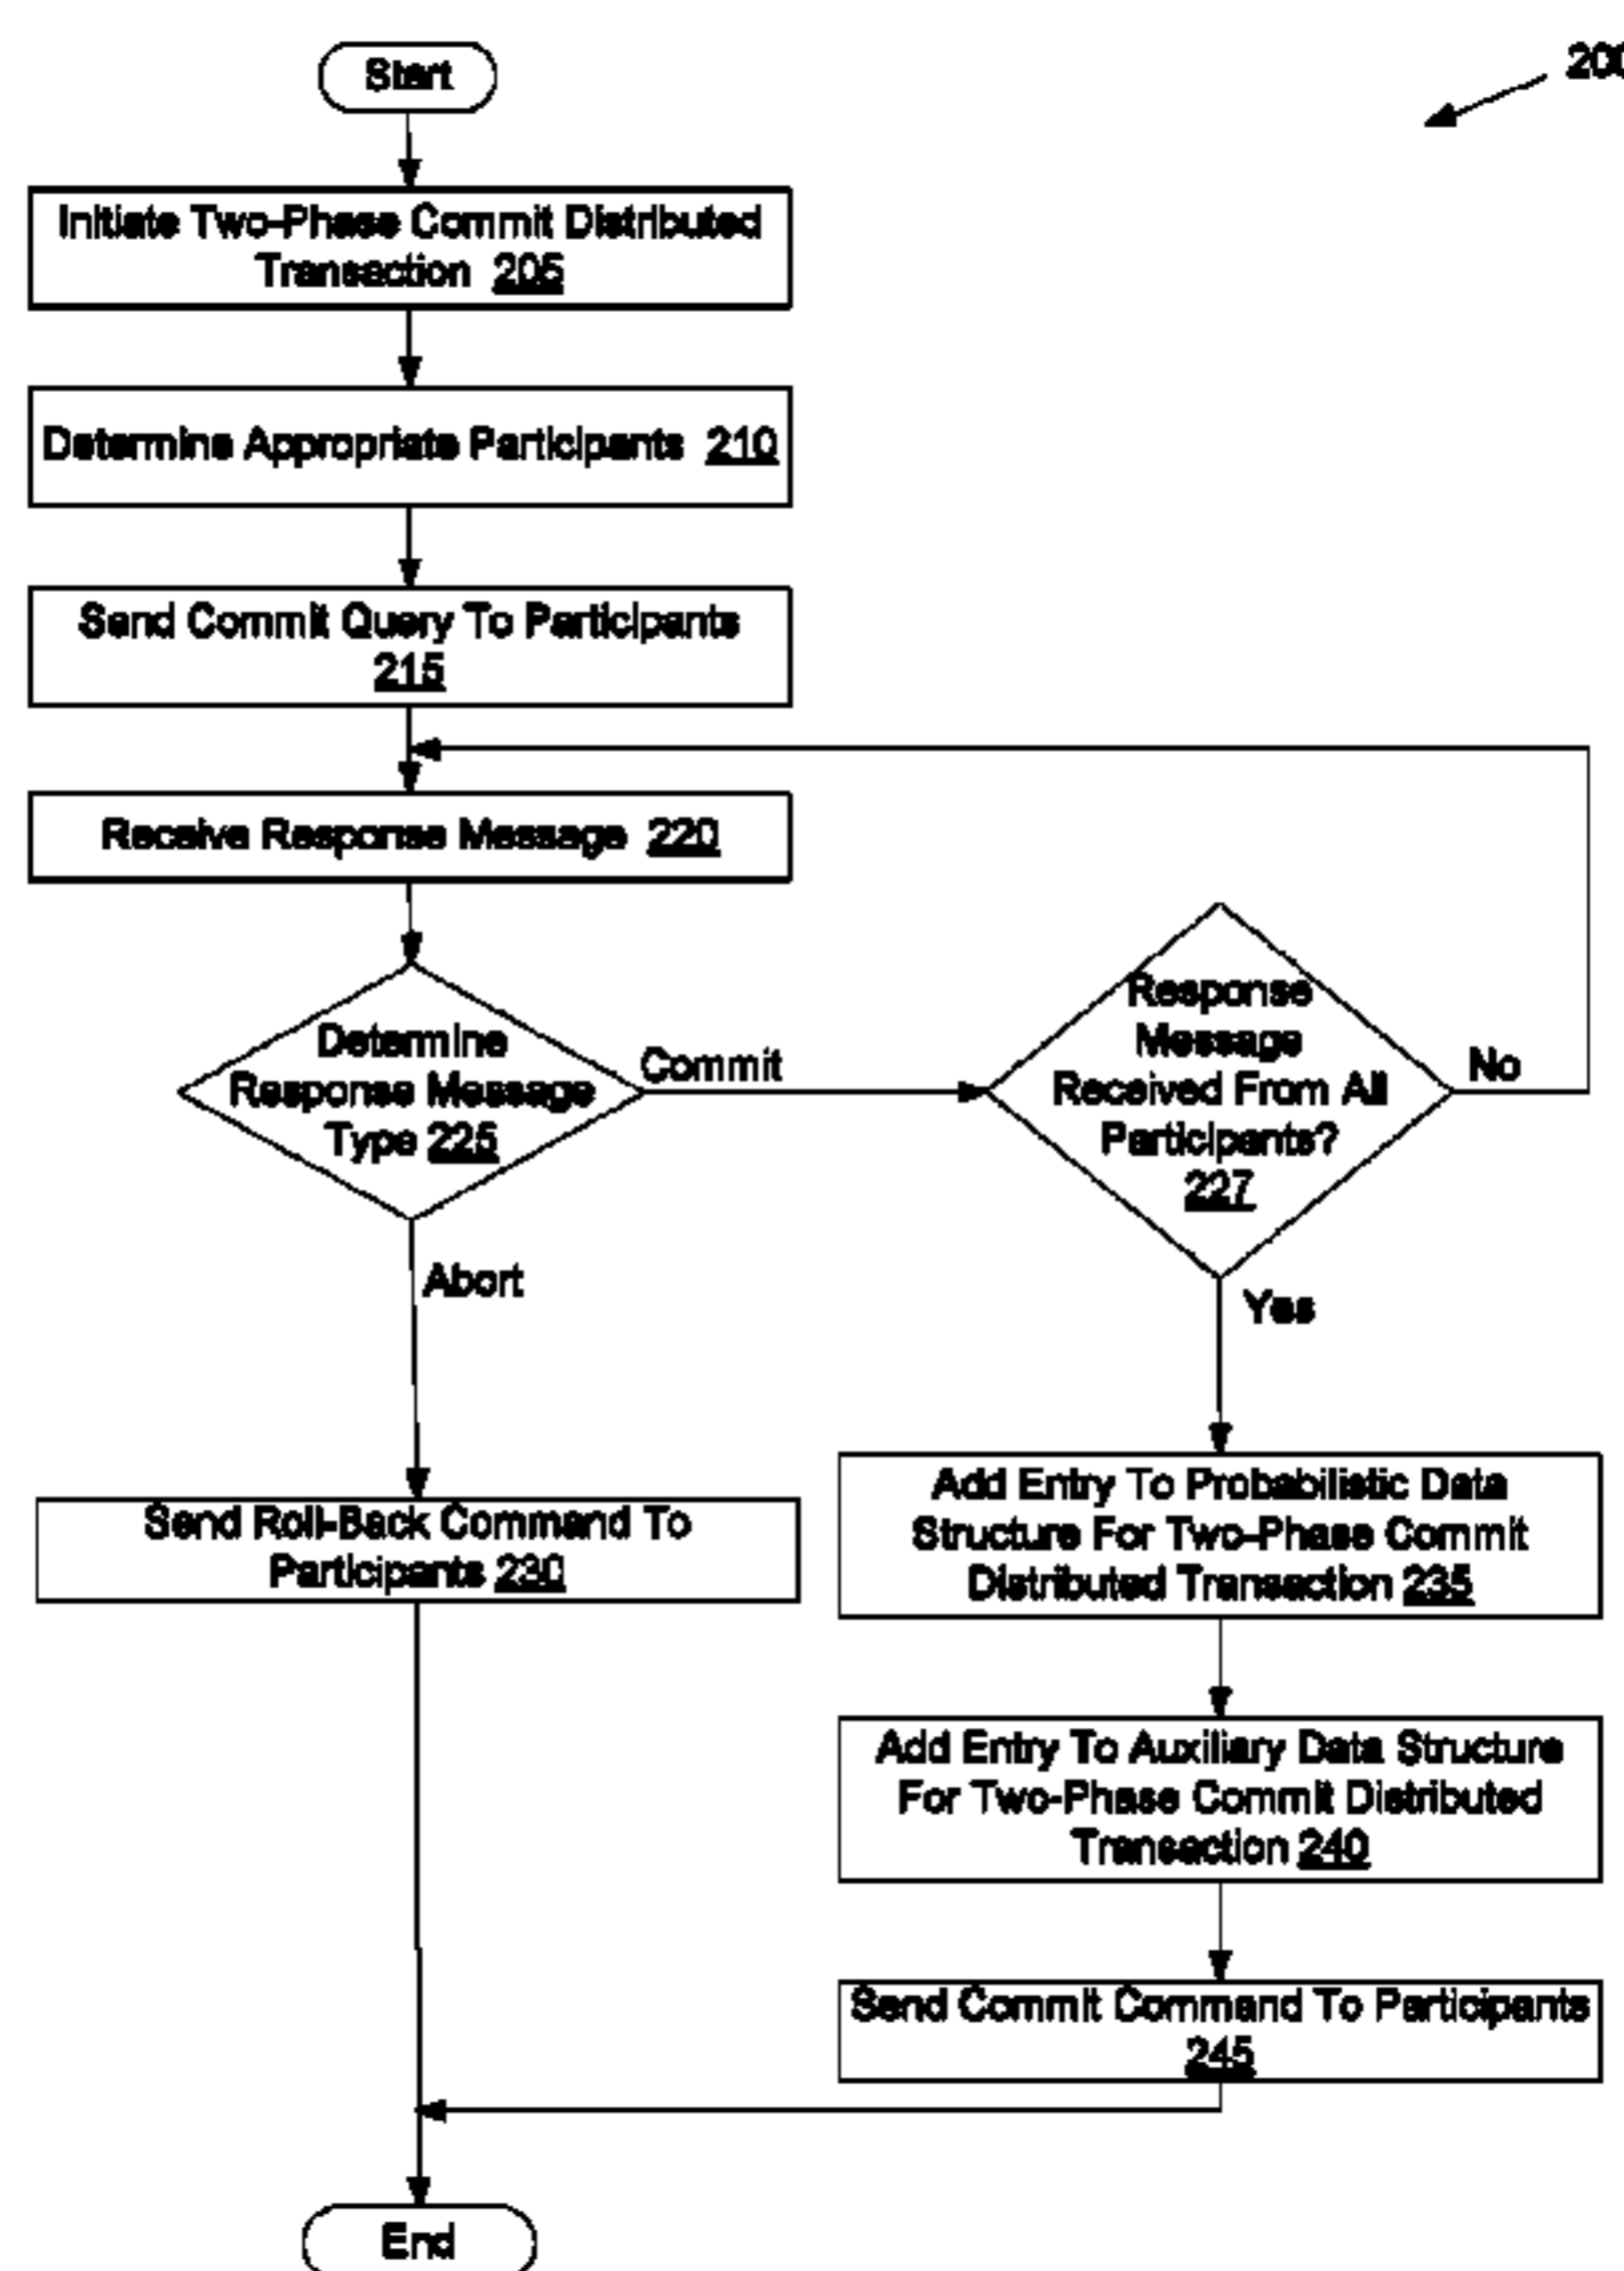 Start
200
Initiate Two-Phase Commit Distributed
Transaction 205
Determine Appropriate Participants 210
Send Commit Query To Participants
215
Receive Response Message 220
Determine
Response Message
Type 225
Commit
Response
Message
Received From All
Participants?
227
No
Abort
Yes
Send Roll-Back Command To
Participants 230
Add Entry To Probabilistic Data
Structure For Two-Phase Commit
Distributed Transaction 235
Add Entry To Auxiliary Data Structure
For Two-Phase Commit Distributed
Transaction 240
Send Commit Command To Participants
245
End